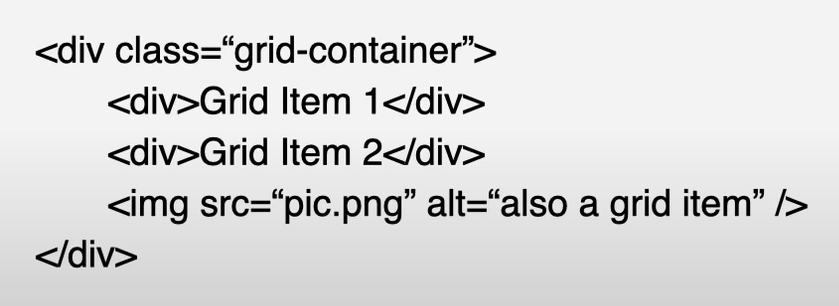 <div class=“grid-container”>
<div>Grid Item 1</div>
<div>Grid Item 2</div>
<img src=“pic.png” alt=“also a grid item” />
</div>